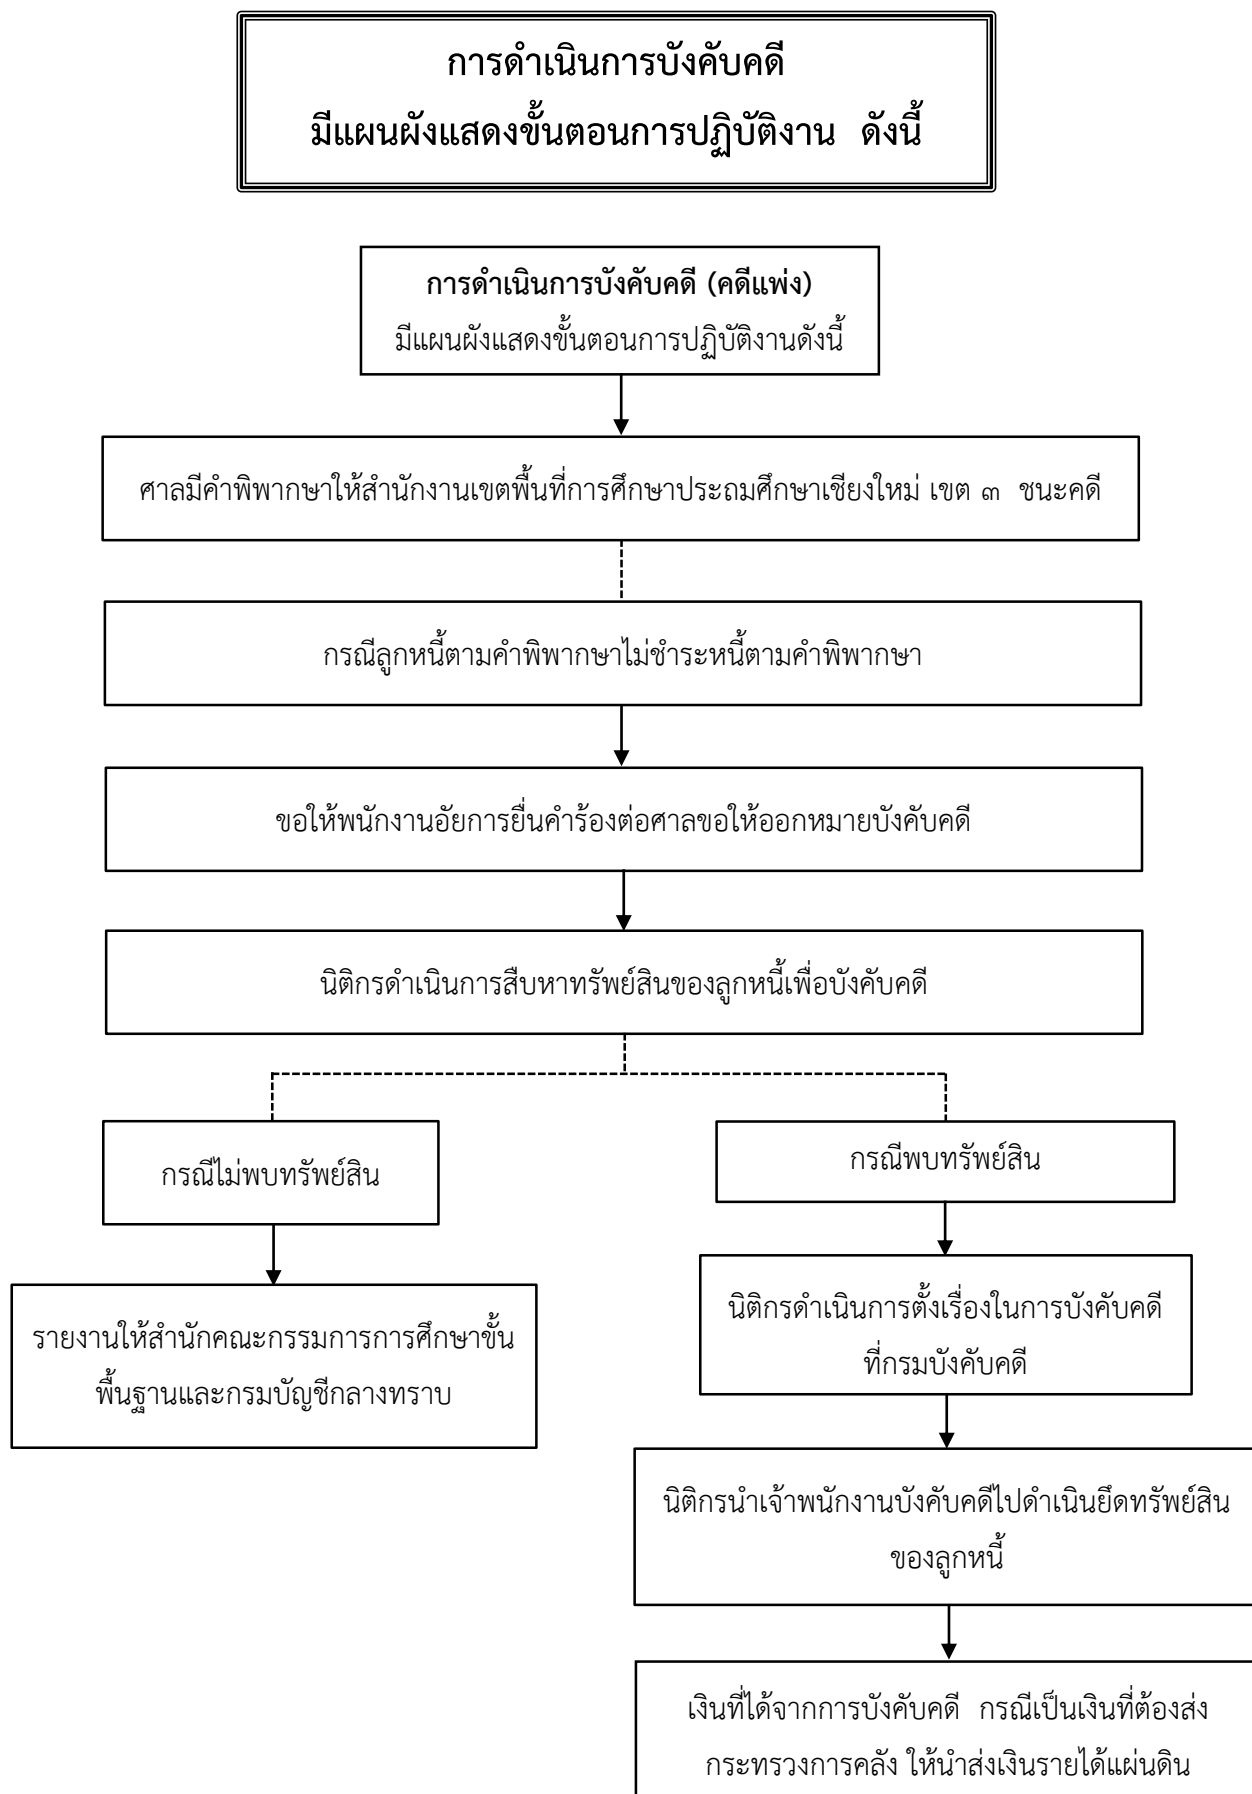 การดำเนินการบังคับคดี
มีแผนผังแสดงขั้นตอนการปฏิบัติงาน ดังนี้
การดำเนินการบังคับคดี (คดีแพ่ง)
มีแผนผังแสดงขั้นตอนการปฏิบัติงานดังนี้
ศาลมีคำพิพากษาให้สำนักงานเขตพื้นที่การศึกษาประถมศึกษาเชียงใหม่ เขต ๓ ชนะคดี
กรณีลูกหนี้ตามคำพิพากษาไม่ชำระหนี้ตามคำพิพากษา
ขอให้พนักงานอัยการยื่นคำร้องต่อศาลขอให้ออกหมายบังคับคดี
นิติกรดำเนินการสืบหาทรัพย์สินของลูกหนี้เพื่อบังคับคดี
กรณีไม่พบทรัพย์สิน
รายงานให้สำนักคณะกรรมการการศึกษาขั้น
พื้นฐานและกรมบัญชีกลางทราบ
กรณีพบทรัพย์สิน
นิติกรดำเนินการตั้งเรื่องในการบังคับคดี
ที่กรมบังคับคดี
นิติกรนำเจ้าพนักงานบังคับคดีไปดำเนินยึดทรัพย์สิน
ของลูกหนี้
เงินที่ได้จากการบังคับคดี กรณีเป็นเงินที่ต้องส่ง
กระทรวงการคลัง ให้นำส่งเงินรายได้แผ่นดิน